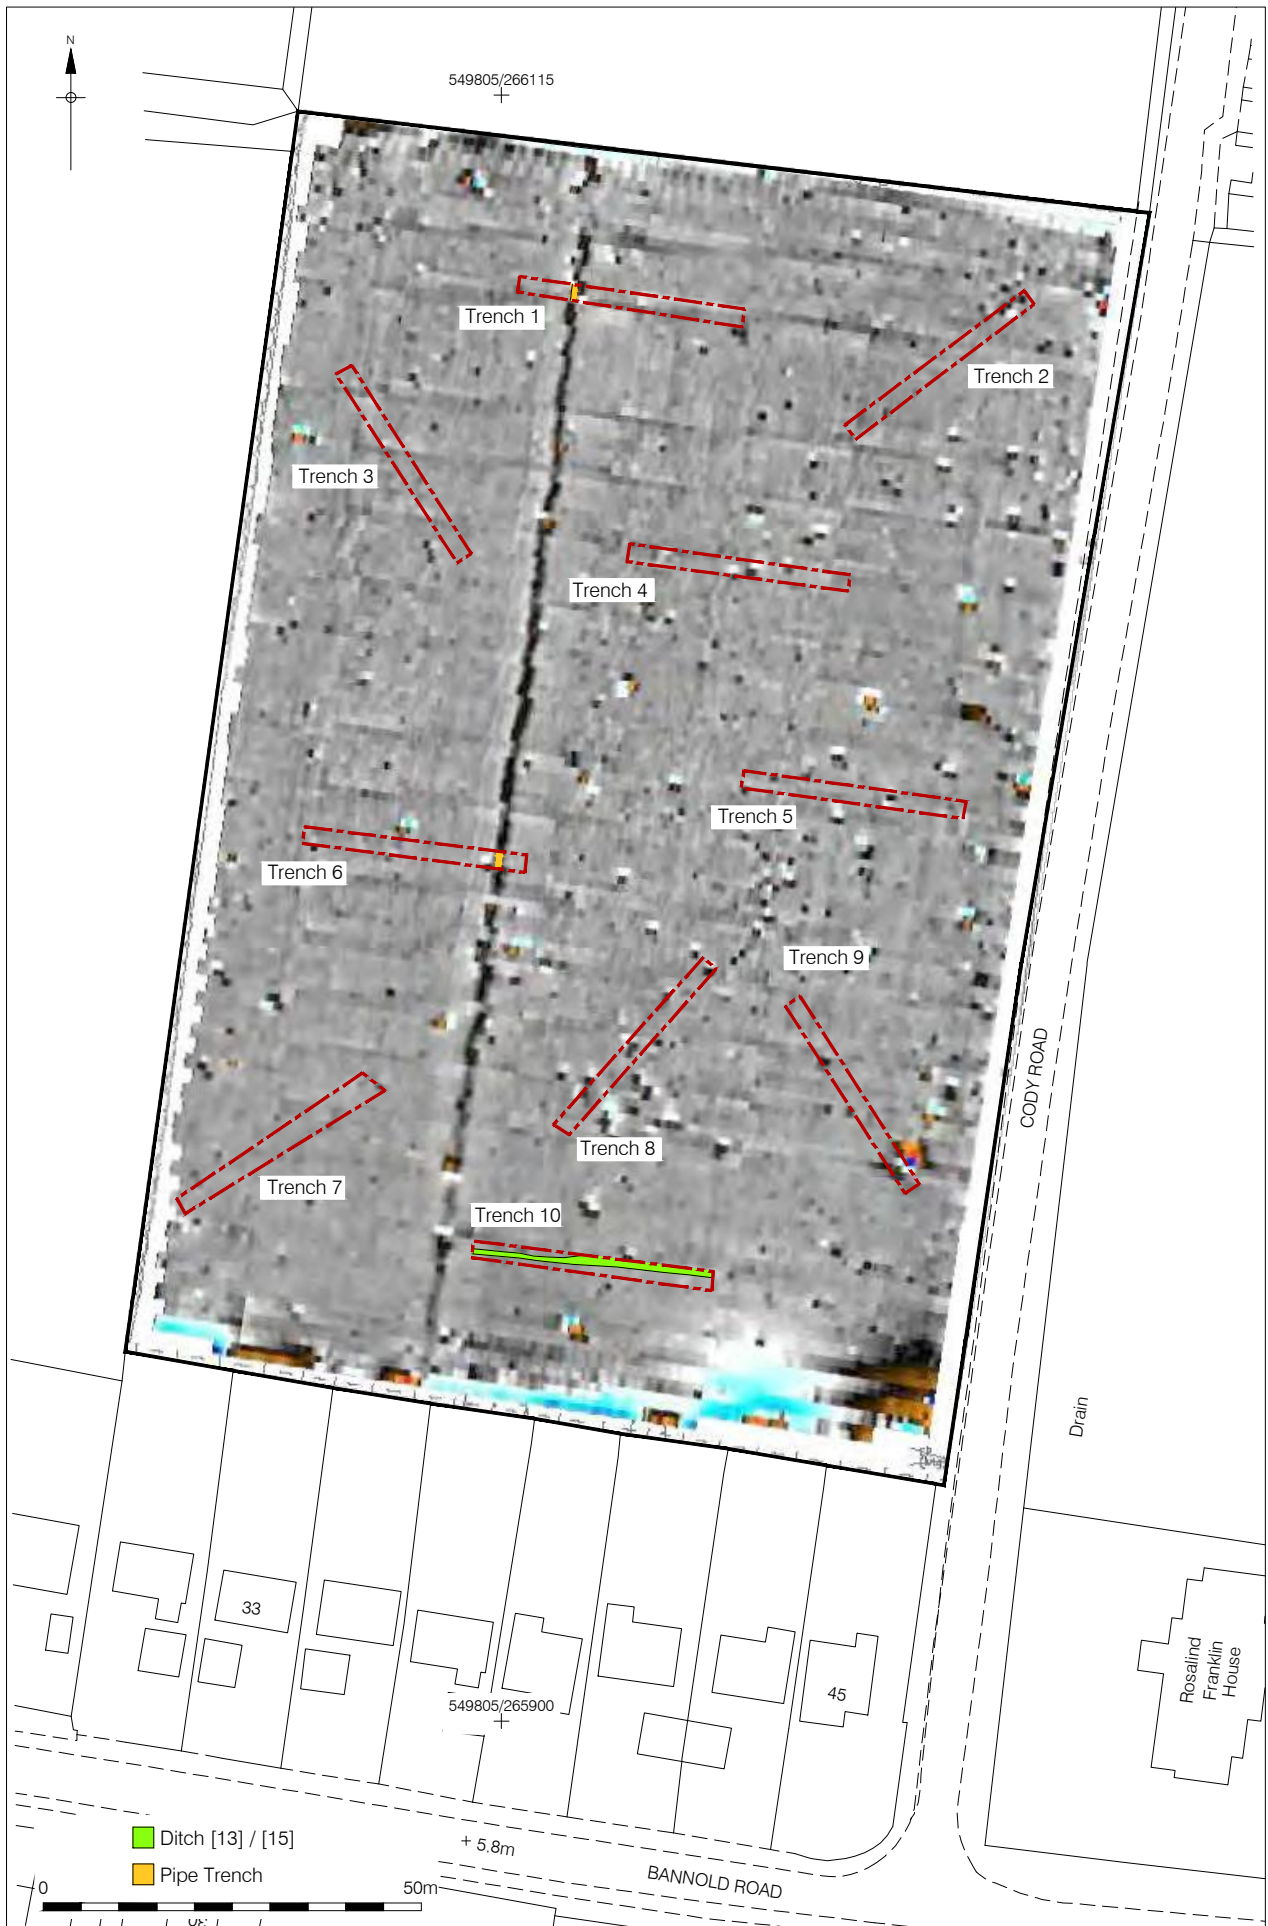 N
549805/266115
Trench 1
Trench 2
Trench 3
Trench 4
Trench 5
Trench 6
Trench 9
CODY ROAD
Trench 8
Trench 7
Trench 10
Drain
33
45
Rosalind
Franklin
House
549805/265900
Ditch [13] / [15]
Pipe Trench
+ 5.8m
BANNOLD ROAD
0
50m